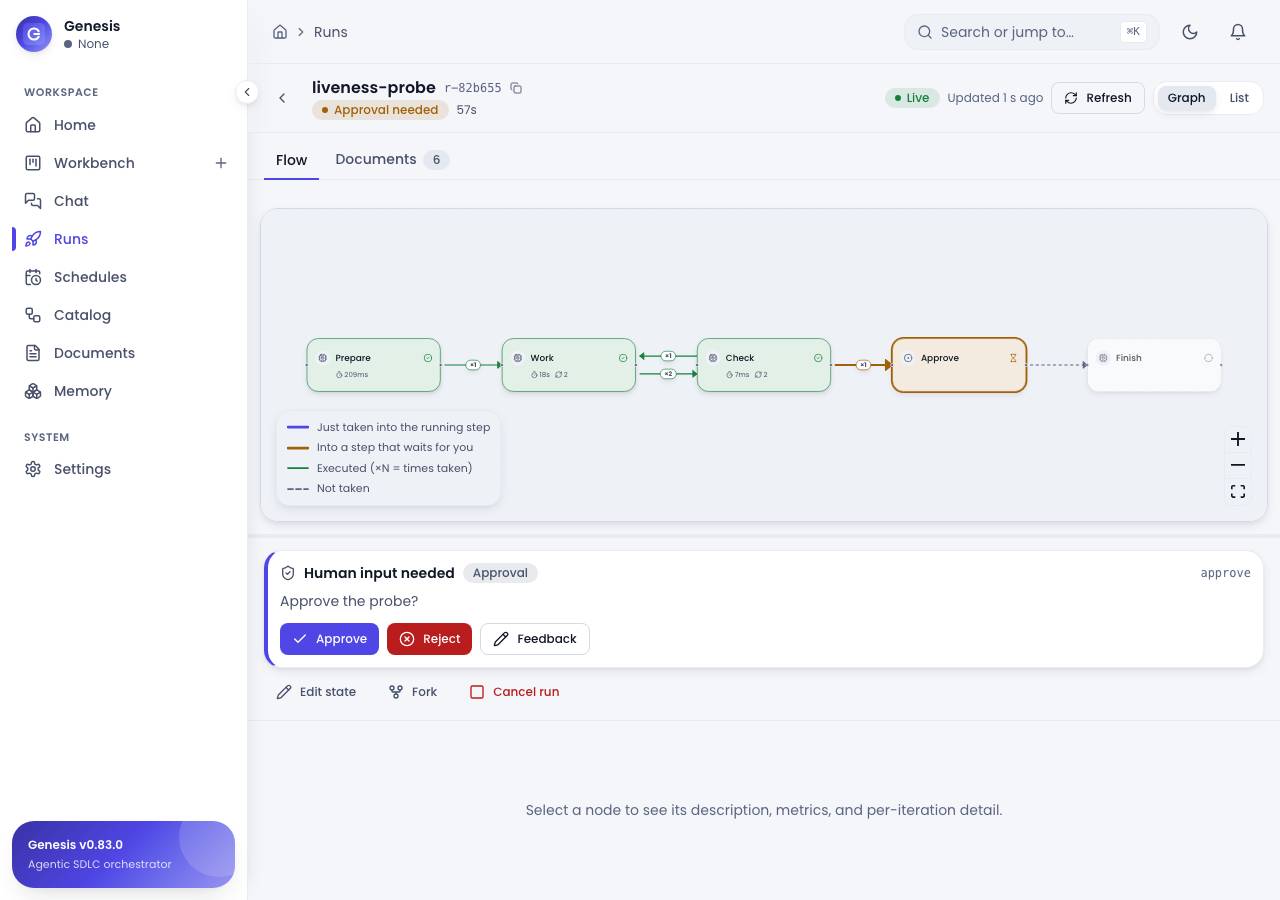 Genesis
None
WORKSPACE
Home
Workbench
Chat
Runs
Schedules
Catalog
Documents
Memory
SYSTEM
Settings
Genesis v0.83.0
Agentic SDLC orchestrator
Runs
Search or jump to…
⌘K
liveness-probe r–82b655
Approval needed 57s
Live Updated 1 s ago Refresh Graph List
Flow Documents 6
Prepare
209ms
×1
Work
18s 2
×1
×2
Check
7ms 2
×1
Approve
Finish
Just taken into the running step
Into a step that waits for you
Executed (×N = times taken)
Not taken
Human input needed Approval approve
Approve the probe?
Approve Reject Feedback
Edit state Fork Cancel run
Select a node to see its description, metrics, and per-iteration detail.